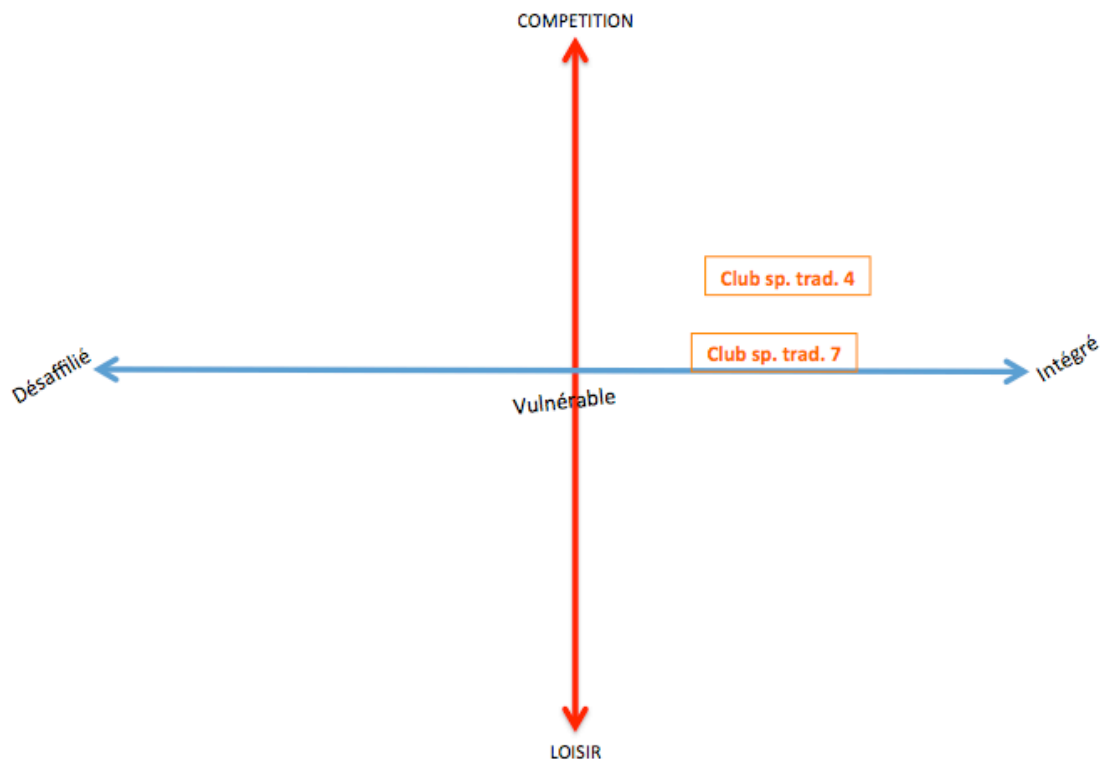 COMPETITION
Club sp. trad. 4
Club sp. trad. 7
Désaffilié
Intégré
Vulnérable
LOISIR